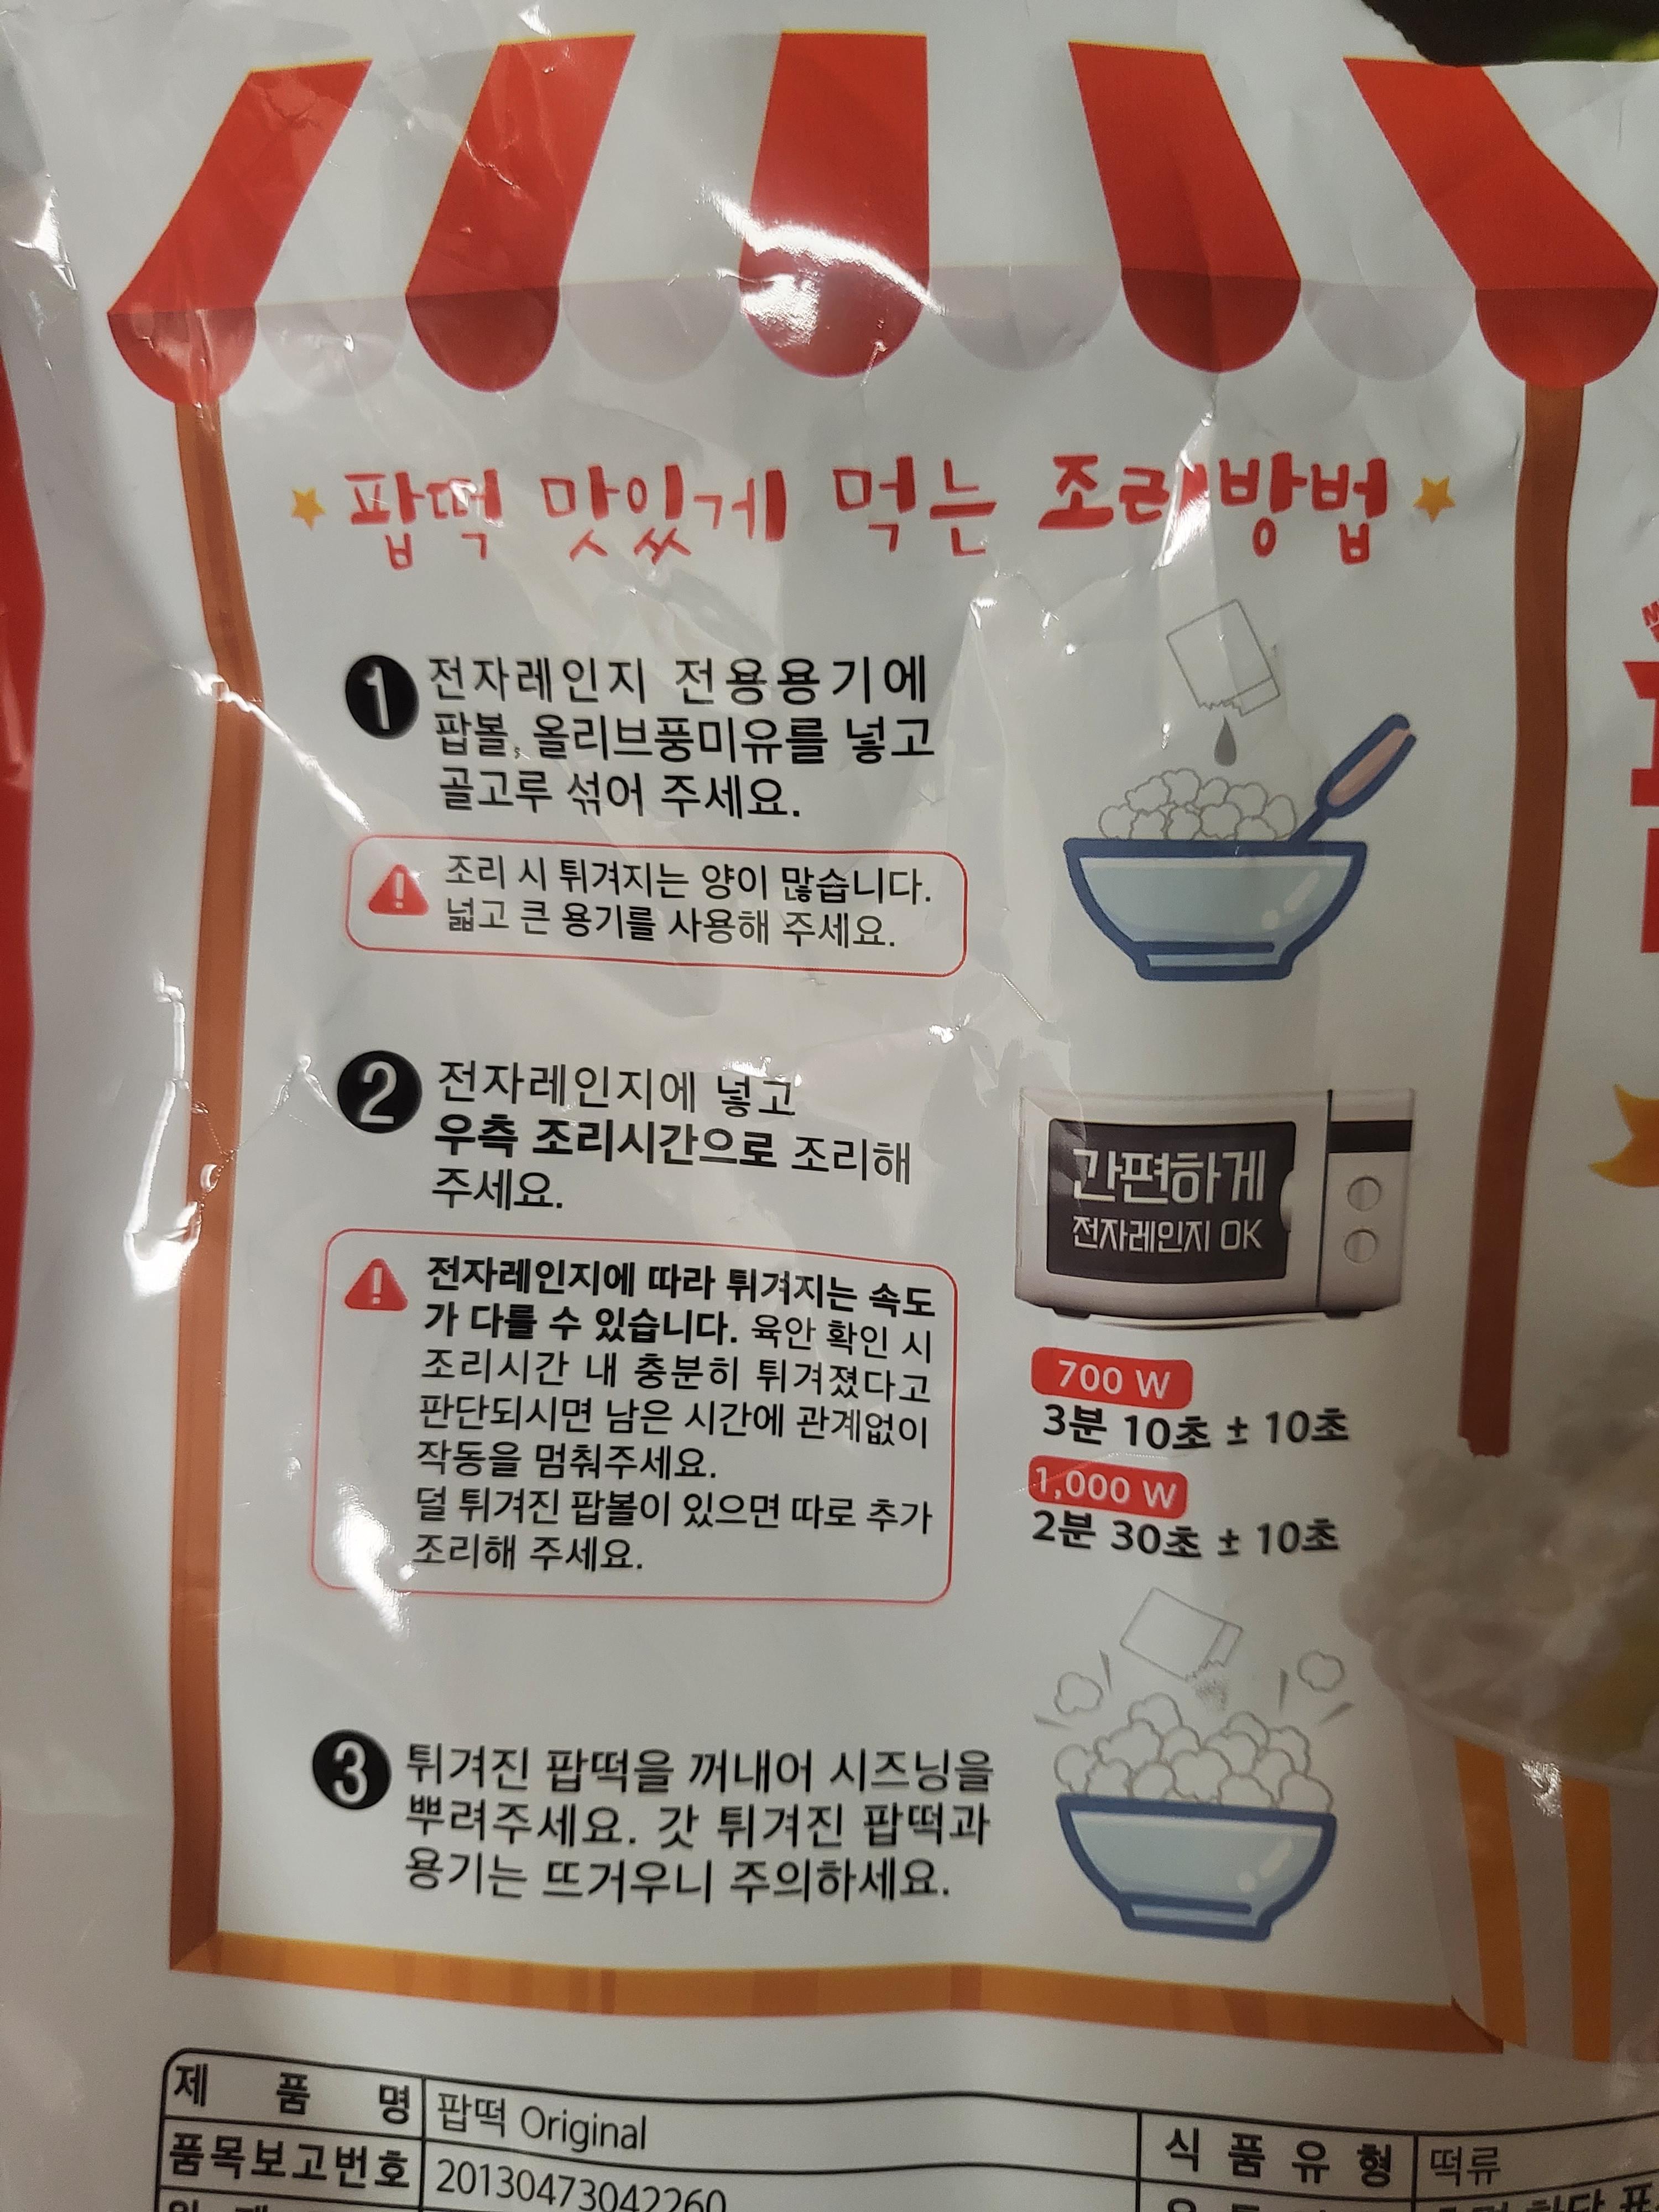 팝떡 맛있게 먹는 조리방법
1 전자레인지 전용용기에
팝볼, 올리브풍미유를 넣고
골고루 섞어 주세요.
조리 시 튀겨지는 양이 많습니다.
넓고 큰 용기를 사용해 주세요.
2 전자레인지에 넣고
우측 조리시간으로 조리해
주세요.
간편하게
전자레인지 OK
전자레인지에 따라 튀겨지는 속도
가 다를 수 있습니다. 육안 확인 시
조리시간 내 충분히 튀겨졌다고
판단되시면 남은 시간에 관계없이
작동을 멈춰주세요.
덜 튀겨진 팝볼이 있으면 따로 추가
조리해 주세요.
700 W
3분 10초 ± 10초
1,000 W
2분 30초 ± 10초
3 튀겨진 팝떡을 꺼내어 시즈닝을
뿌려주세요. 갓 튀겨진 팝떡과
용기는 뜨거우니 주의하세요.
제 품 명 팝떡 Original 식 품 유 형 떡류
품목보고번호 20130473042260